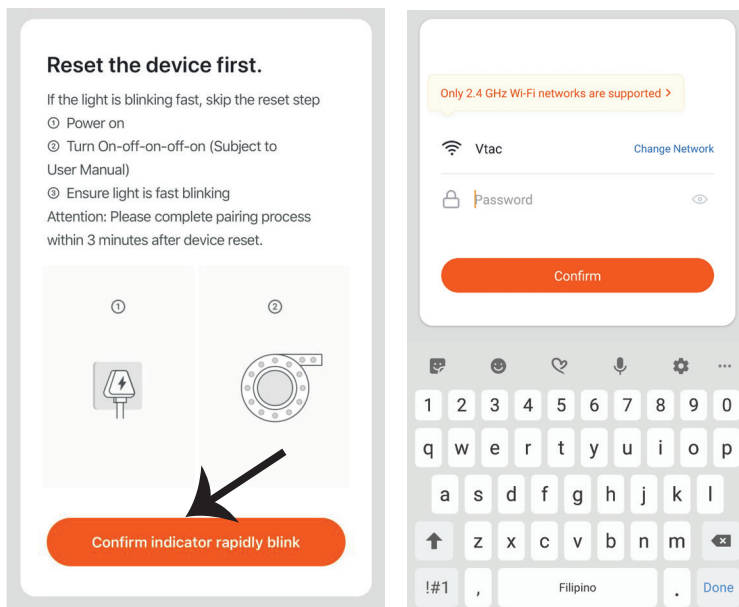 Reset the device first.
If the light is blinking fast, skip the reset step
① Power on
② Turn On-off-on-off-on (Subject to
User Manual)
③ Ensure light is fast blinking
Attention: Please complete pairing process
within 3 minutes after device reset.
①
②
Confirm indicator rapidly blink
Only 2.4 GHz Wi-Fi networks are supported >
Vtac Change Network
Password
Confirm
1 2 3 4 5 6 7 8 9 0
q w e r t y u i o p
a s d f g h j k l
z x c v b n m
!#1 , Filipino . Done